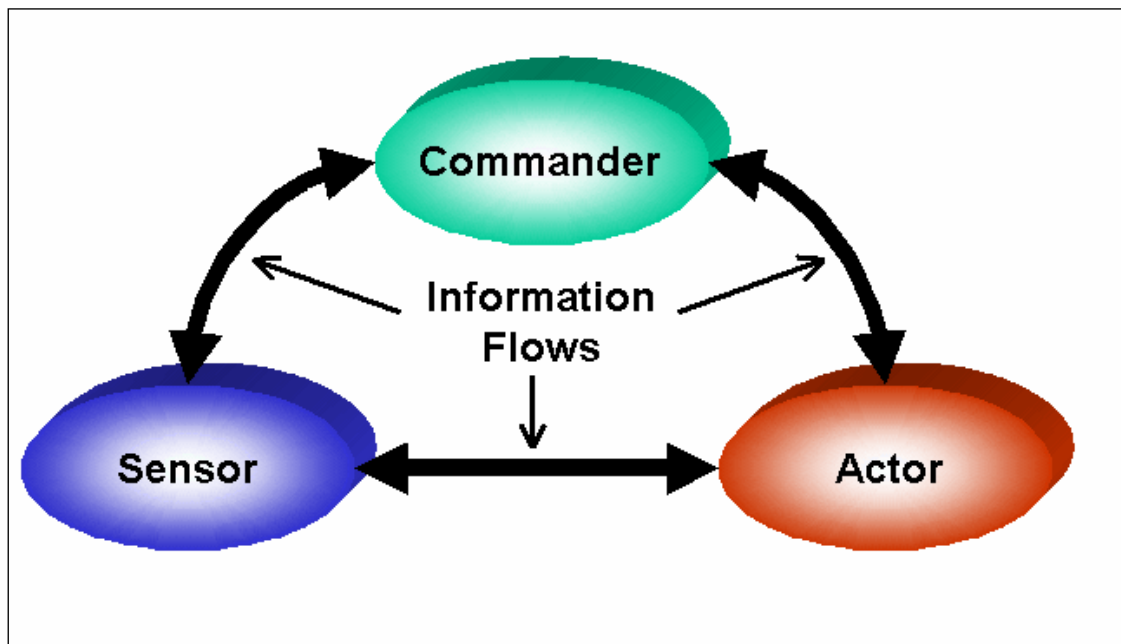 Commander
Information
Flows
Sensor
Actor